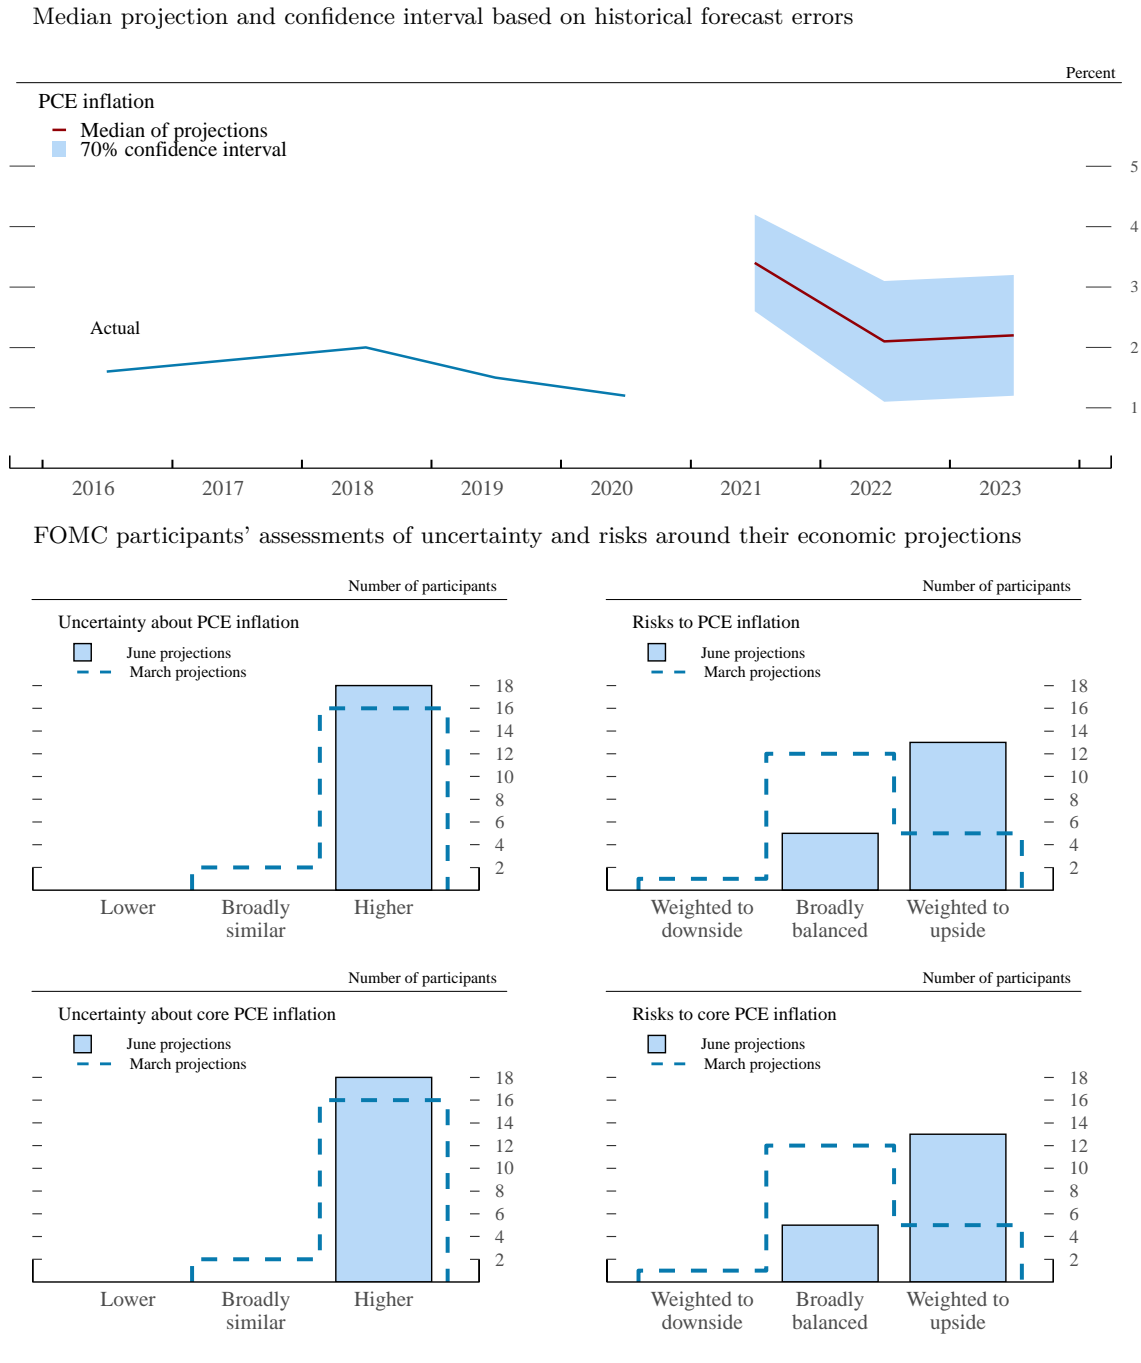 Median projection and confidence interval based on historical forecast errors
Percent
PCE inflation
Median of projections
70% confidence interval
5
4
3
2
1
Actual
2016 2017 2018 2019 2020 2021 2022 2023
FOMC participants' assessments of uncertainty and risks around their economic projections
Number of participants
Uncertainty about PCE inflation
June projections
March projections
18
16
14
12
10
8
6
4
2
Lower Broadly similar Higher
Number of participants
Risks to PCE inflation
June projections
March projections
18
16
14
12
10
8
6
4
2
Weighted to downside Broadly balanced Weighted to upside
Number of participants
Uncertainty about core PCE inflation
June projections
March projections
18
16
14
12
10
8
6
4
2
Lower Broadly similar Higher
Number of participants
Risks to core PCE inflation
June projections
March projections
18
16
14
12
10
8
6
4
2
Weighted to downside Broadly balanced Weighted to upside